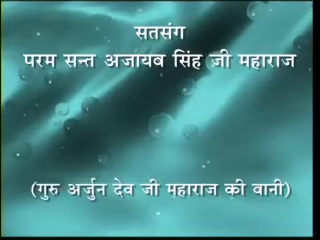 सतसंग
परम सन्त अजायब सिंह जी महाराज
(गुरु अर्जुन देव जी महाराज की बानी)